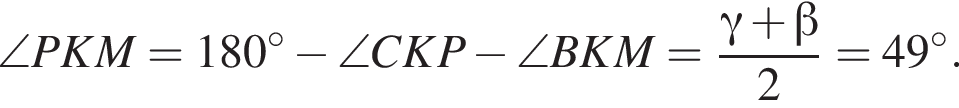 ∠PKM = 180° − ∠CKP − ∠BKM = (γ + β)/2 = 49°.